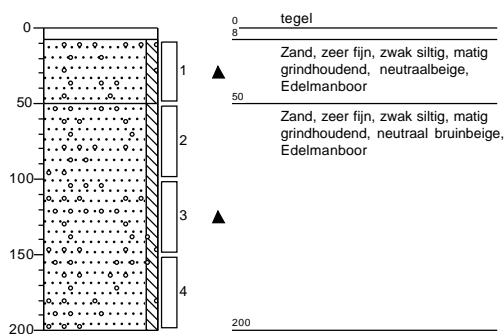 0
50
100
150
200
1
2
3
4
0 tegel
8
Zand, zeer fijn, zwak siltig, matig
grindhoudend, neutraalbeige,
Edelmanboor
50
Zand, zeer fijn, zwak siltig, matig
grindhoudend, neutraal bruinbeige,
Edelmanboor
200